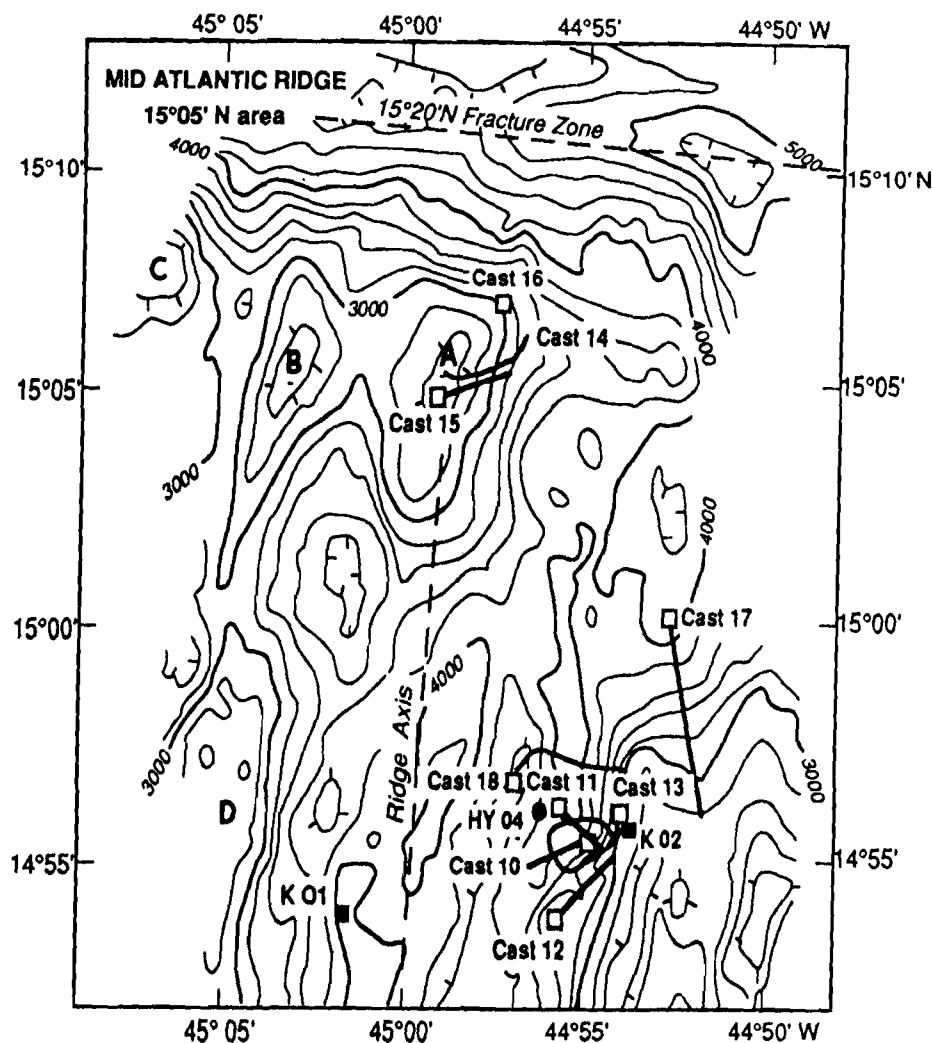 45° 05' 45°00' 44°55' 44°50' W
MID ATLANTIC RIDGE
15°05' N area
15°20'N Fracture Zone
4000
5000
15°10'
15°10' N
C
Cast 16
3000
Cast 14
4000
B
A
15°05'
15°05'
Cast 15
3000
4000
15°00'
Cast 17
15°00'
4000
Ridge Axis
3000
3000
Cast 18
Cast 11
Cast 13
D
HY 04
K 02
14°55'
Cast 10
14°55'
K 01
Cast 12
45° 05' 45°00' 44°55' 44°50' W